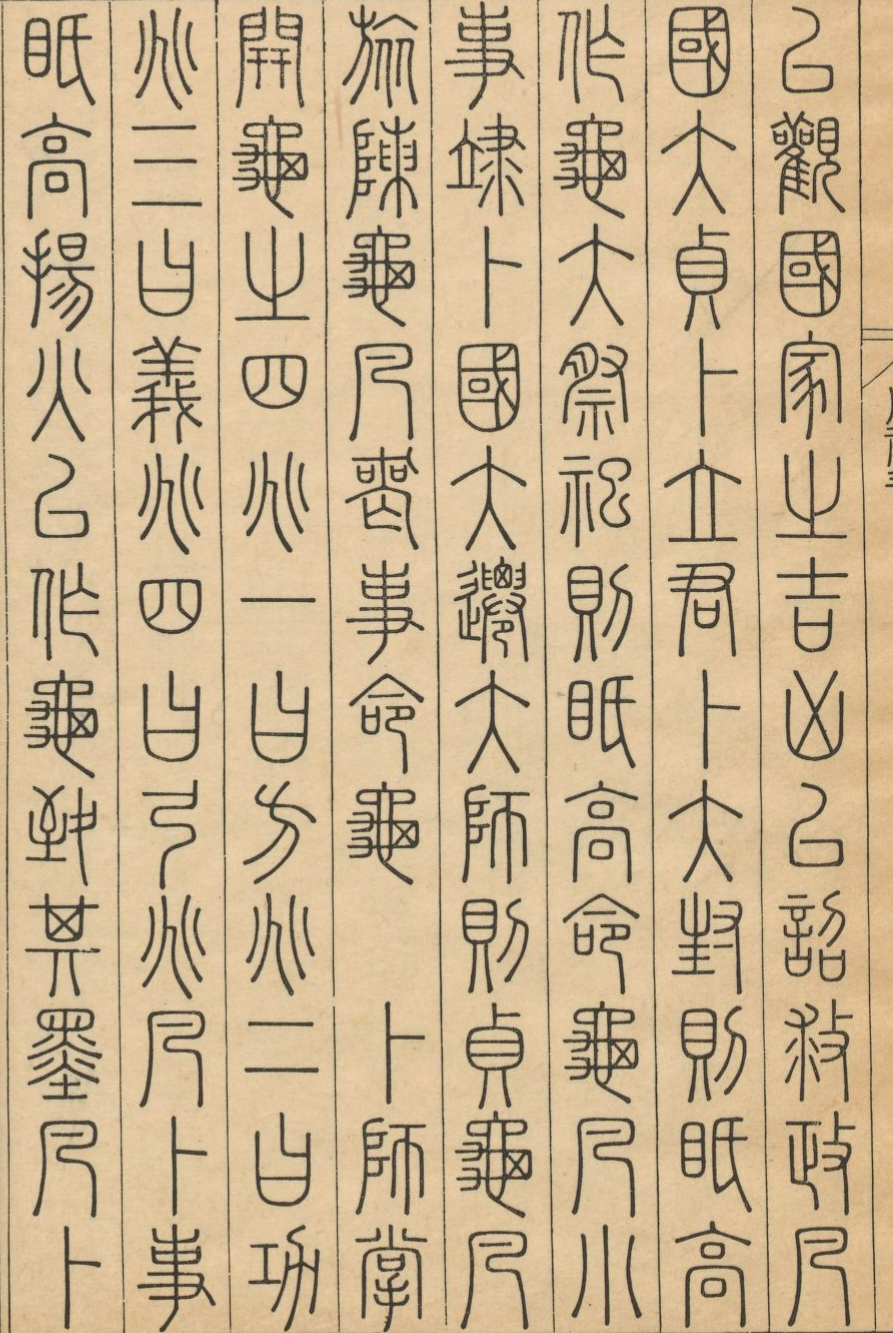 㠯觀國家之吉凶㠯詔救政凡
國大貞卜立君卜大封則眡高
作龜大祭祀則眡高命龜凡小
事䇐卜國大遷大師則貞龜凡
旅陳龜凡喪事命龜　卜師掌
開龜之四兆一曰方兆二曰功
兆三曰義兆四曰弓兆凡卜事
眡高揚火㠯作龜致其墨凡卜